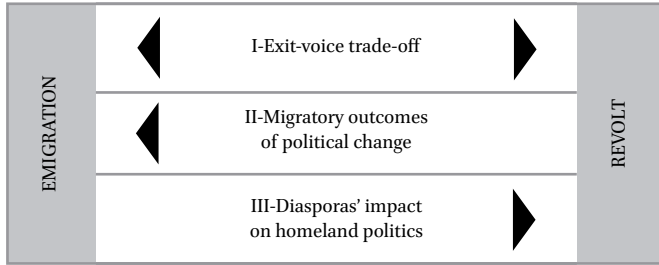 EMIGRATION
I-Exit-voice trade-off
II-Migratory outcomes
of political change
III-Diasporas’ impact
on homeland politics
REVOLT